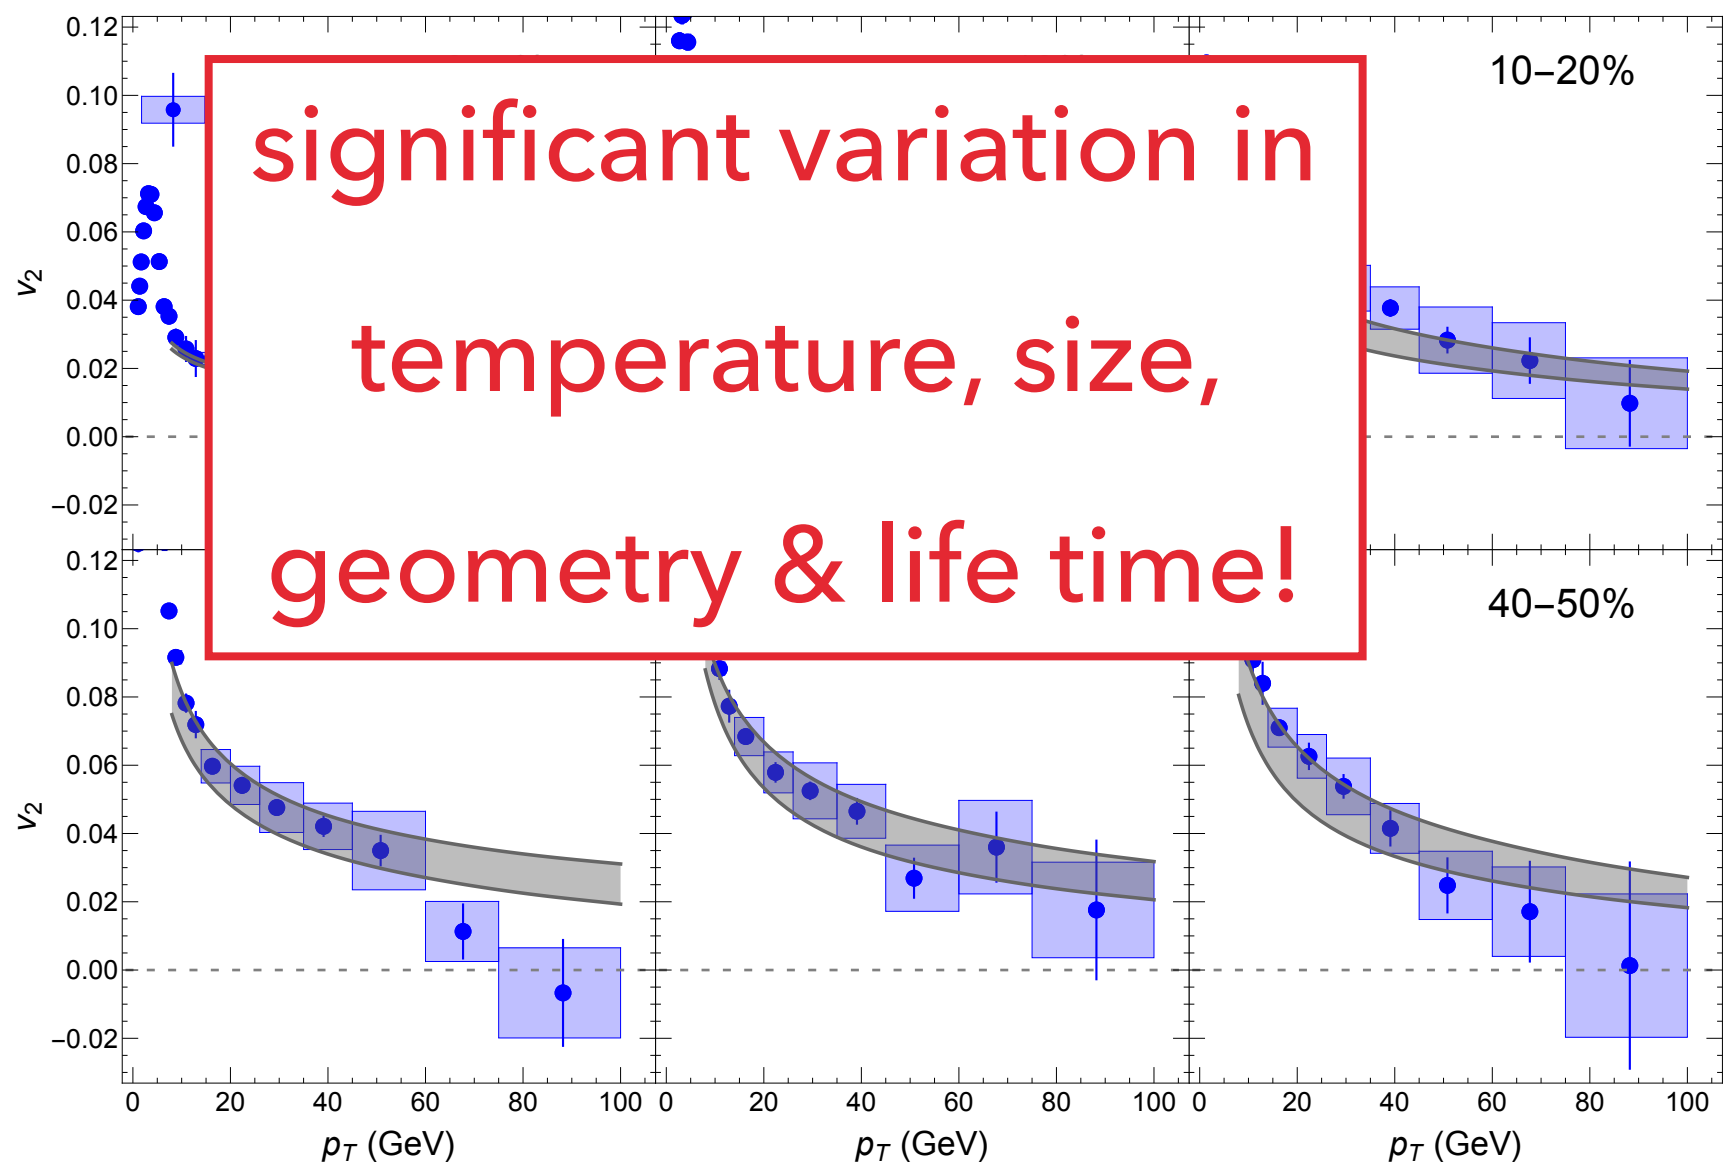 0.12
0.10
0.08
0.06
0.04
0.02
0.00
−0.02
v2
10−20%
significant variation in
temperature, size,
geometry & life time!
0.12
0.10
0.08
0.06
0.04
0.02
0.00
−0.02
v2
40−50%
0 20 40 60 80 100
0 20 40 60 80 100
0 20 40 60 80 100
pT (GeV)
pT (GeV)
pT (GeV)